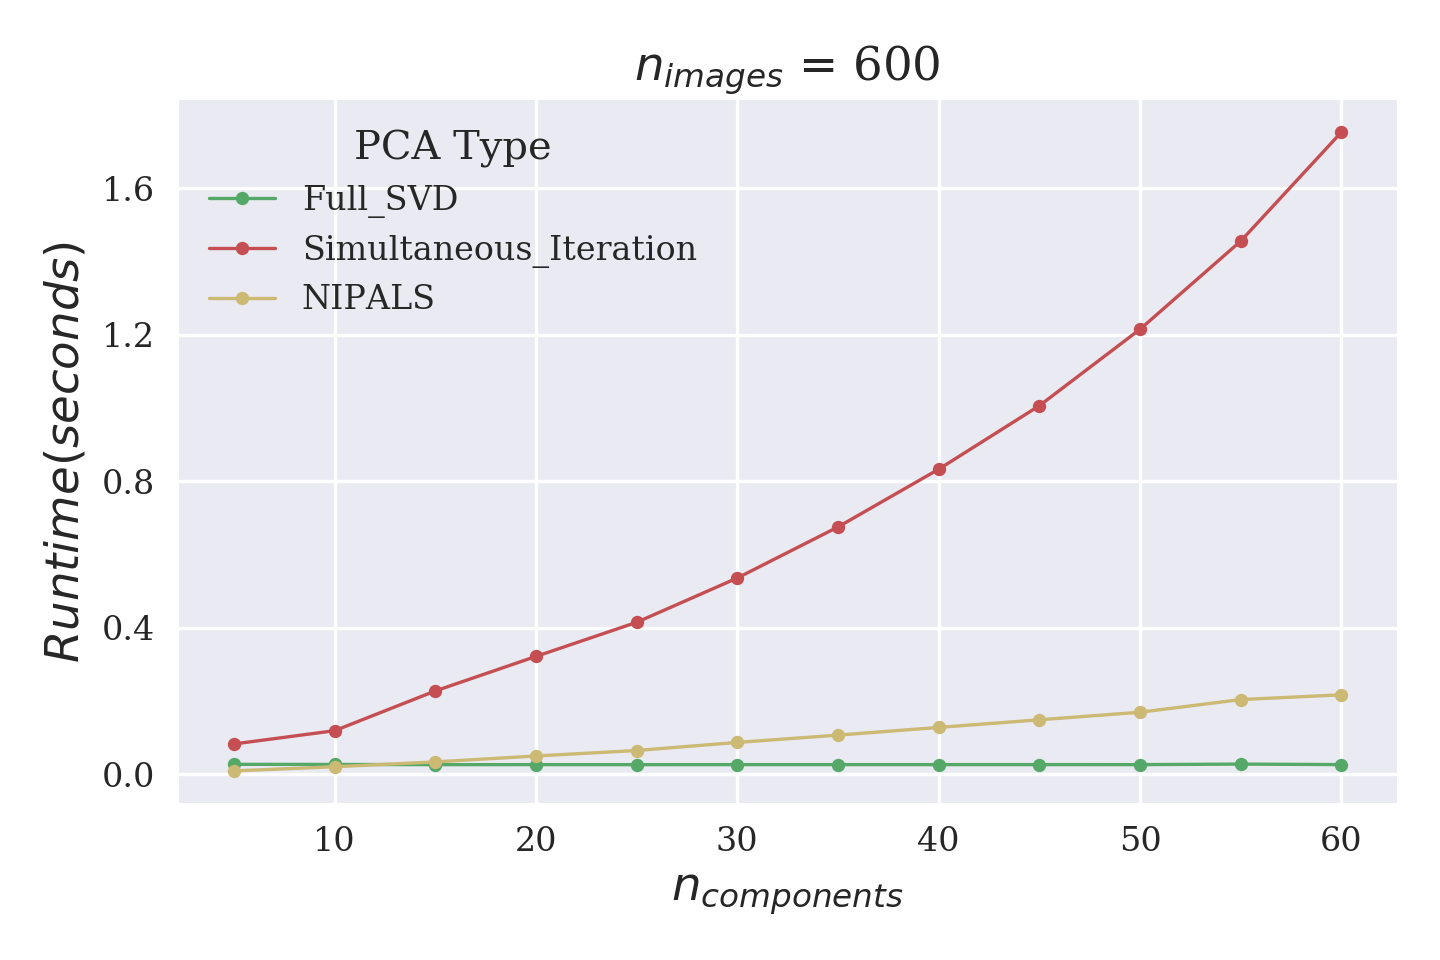 n_images = 600
PCA Type
Full_SVD
Simultaneous_Iteration
NIPALS
Runtime(seconds)
1.6
1.2
0.8
0.4
0.0
10 20 30 40 50 60
n_components